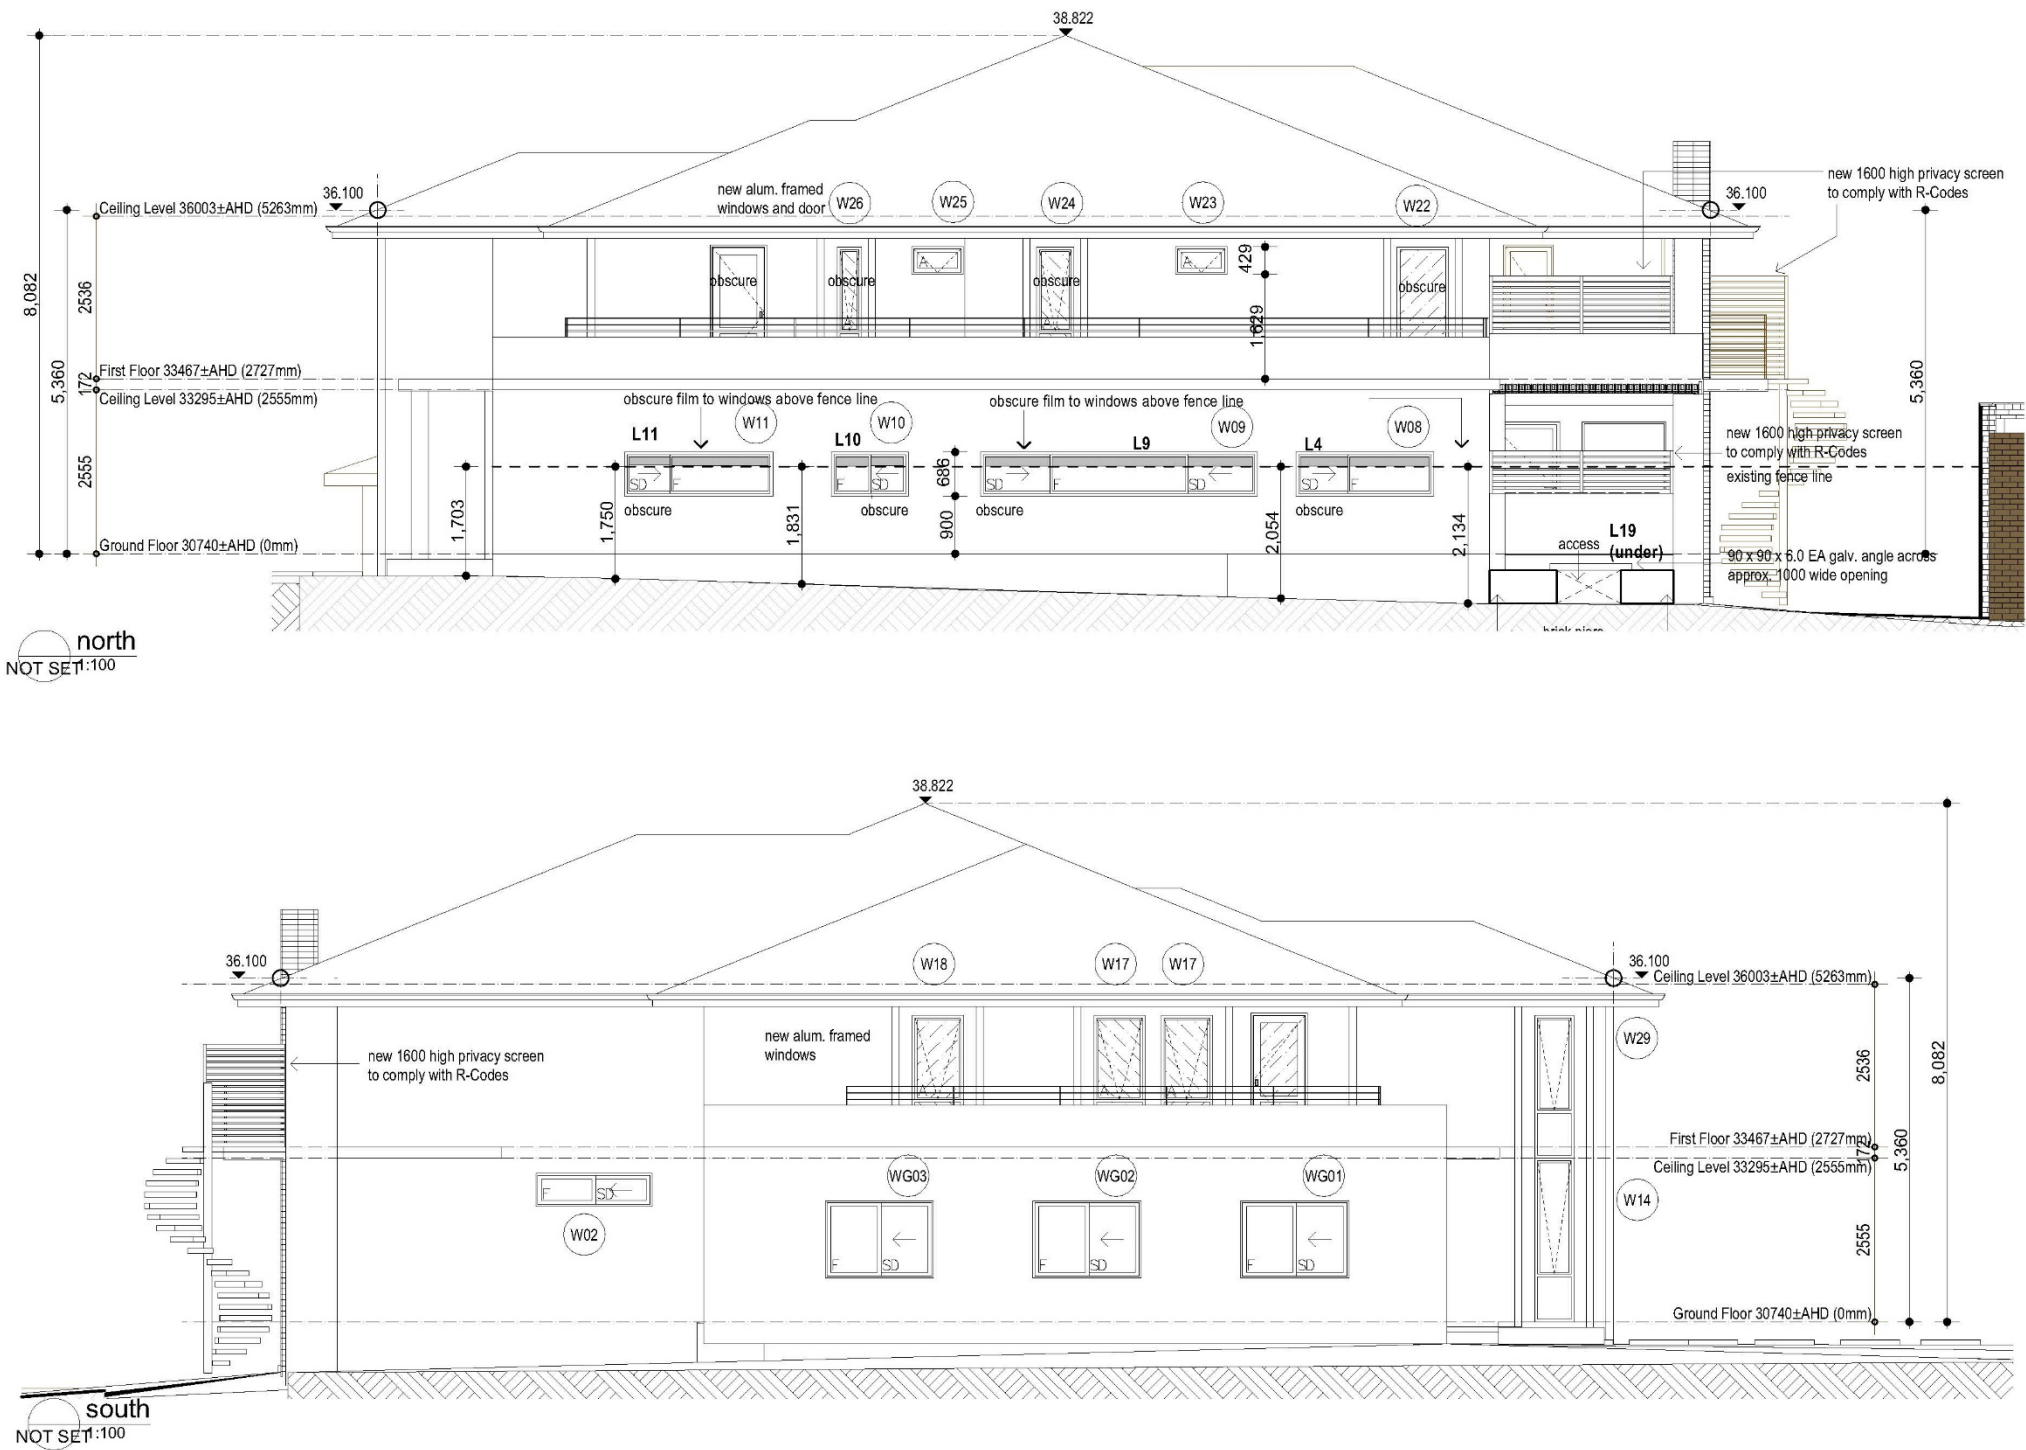 38.822
new 1600 high privacy screen
to comply with R-Codes
36.100
Ceiling Level 36003±AHD (5263mm)
new alum. framed
windows and door
W26
W25
W24
W23
W22
36.100
8,082
5,360
2536
172
2555
obscure
obscure
A
obscure
A
429
1,629
obscure
5,360
First Floor 33467±AHD (2727mm)
Ceiling Level 33295±AHD (2555mm)
obscure film to windows above fence line
W11
W10
obscure film to windows above fence line
W09
W08
L11
L10
L9
L4
new 1600 high privacy screen
to comply with R-Codes
existing fence line
SD
F
F
SD
SD
F
SD
SD
F
686
900
obscure
obscure
obscure
obscure
1,703
1,750
1,831
2,054
2,134
Ground Floor 30740±AHD (0mm)
access
L19
(under)
90 x 90 x 6.0 EA galv. angle across
approx. 1000 wide opening
north
NOT SET
1:100
38.822
36.100
W18
W17
W17
36.100
Ceiling Level 36003±AHD (5263mm)
new 1600 high privacy screen
to comply with R-Codes
new alum. framed
windows
W29
A
A
A
2536
8,082
First Floor 33467±AHD (2727mm)
172
5,360
Ceiling Level 33295±AHD (2555mm)
F
SD
W02
WG03
WG02
WG01
W14
F
SD
F
SD
F
SD
2555
Ground Floor 30740±AHD (0mm)
south
NOT SET
1:100